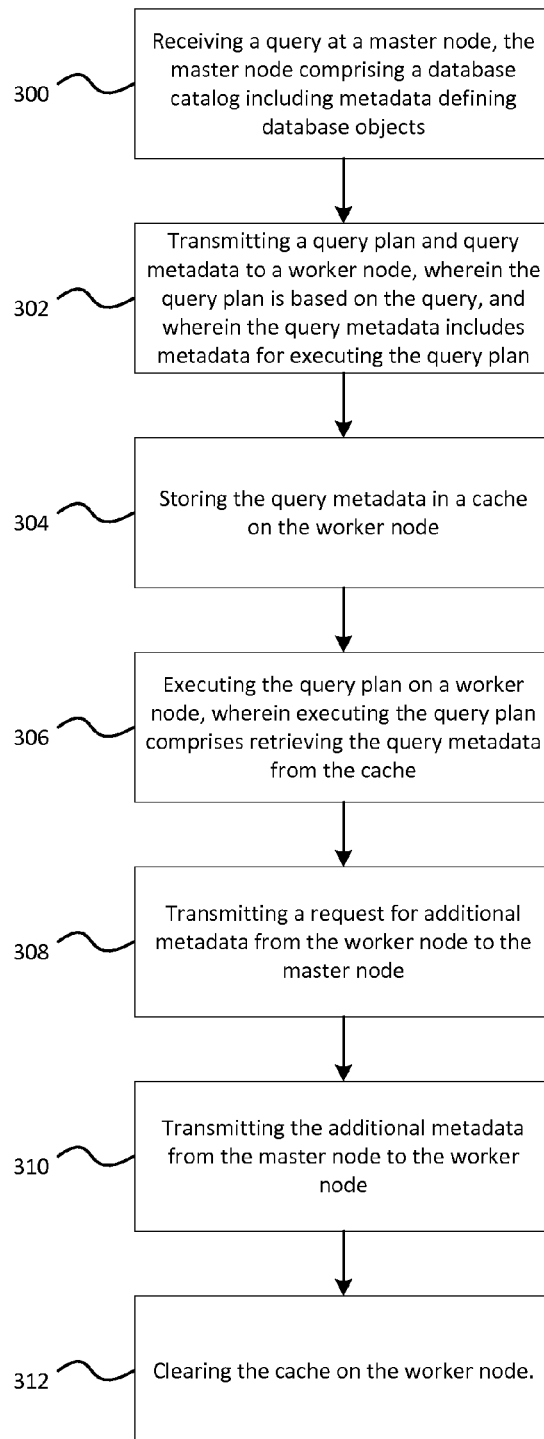 Receiving a query at a master node, the
master node comprising a database
catalog including metadata defining
database objects
300
Transmitting a query plan and query
metadata to a worker node, wherein the
query plan is based on the query, and
wherein the query metadata includes
metadata for executing the query plan
302
Storing the query metadata in a cache
on the worker node
304
Executing the query plan on a worker
node, wherein executing the query plan
comprises retrieving the query metadata
from the cache
306
Transmitting a request for additional
metadata from the worker node to the
master node
308
Transmitting the additional metadata
from the master node to the worker
node
310
Clearing the cache on the worker node.
312